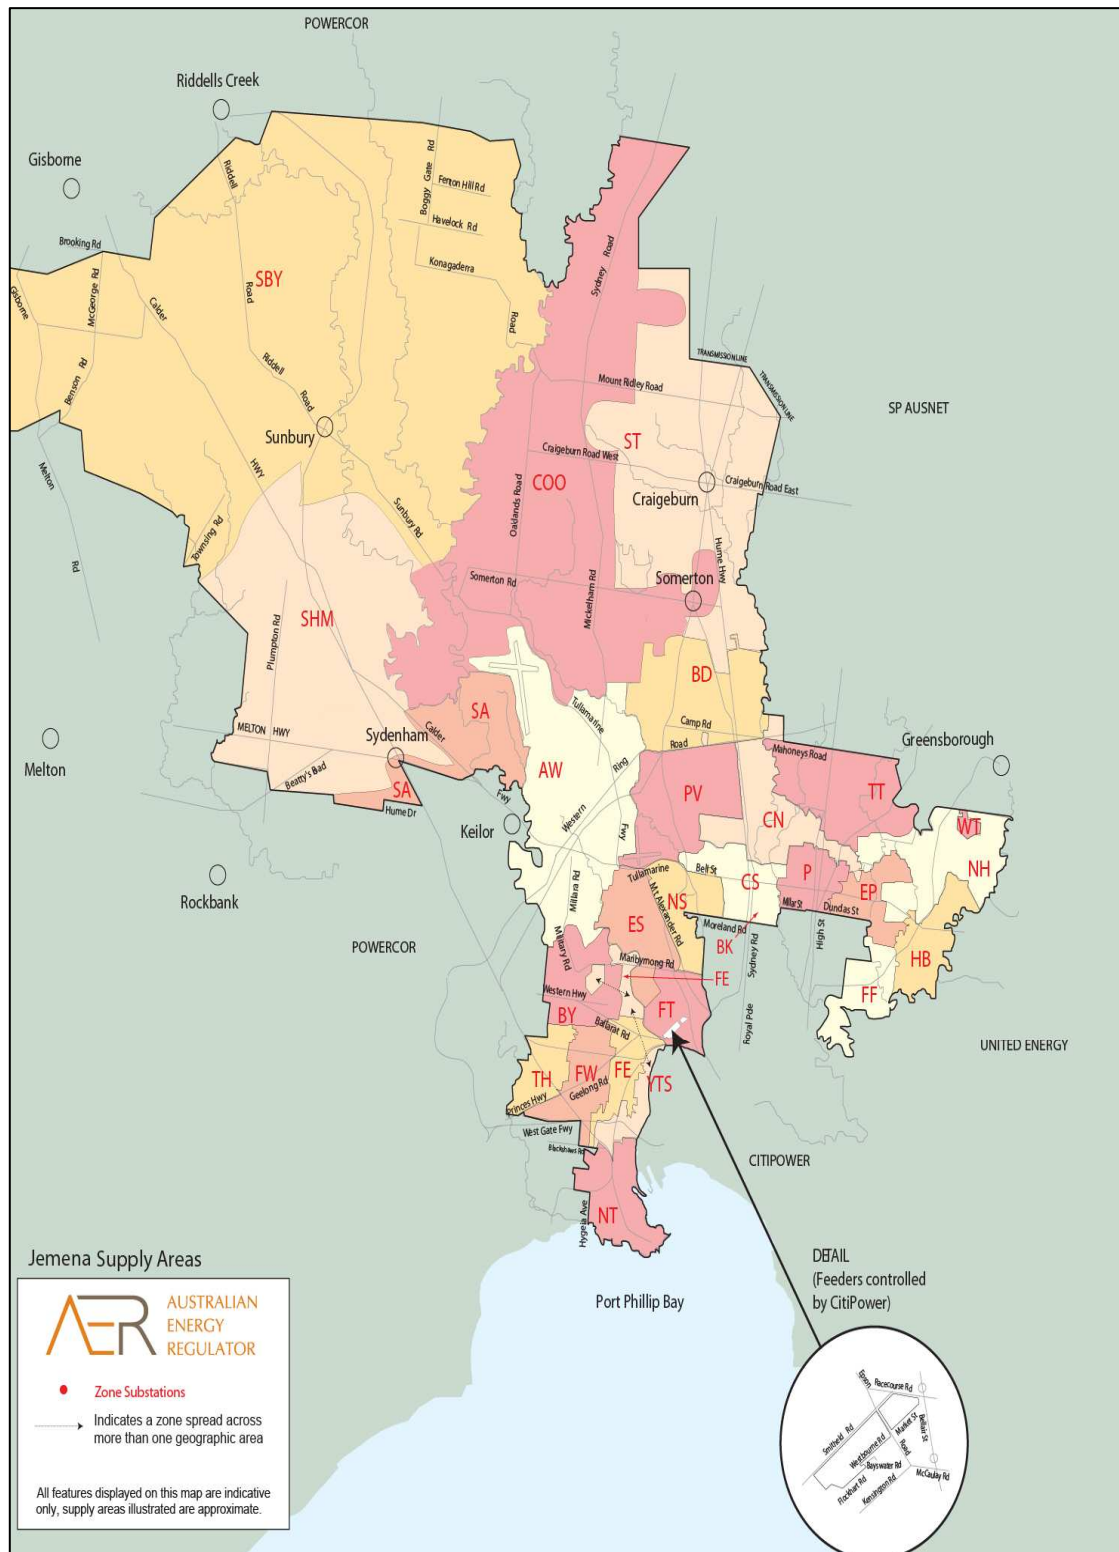 POWERCOR
Riddells Creek
Gisborne
Boggy Gate Rd
Fenton Hill Rd
Havelock Rd
Konagaderra
Road
Riddell
Road
Riddell
Road
Brooking Rd
McGeorge Rd
Gisborne
Calder
HWY
Benson Rd
SBY
Sydney Road
TRANSMISSION LINE
TRANSMISSION LINE
Mount Ridley Road
SP AUSNET
Sunbury
ST
Craigeburn Road West
COO
Craigeburn
Craigeburn Road East
Melton
Rd
Oaklands Road
Sunbury Rd
Townsing Rd
Hume Hwy
Somerton Rd
Somerton
Mickelham Rd
SHM
Plumpton Rd
BD
SA
Tullamarine
Camp Rd
MELTON HWY
Calder
Sydenham
Road
Mahoneys Road
Greensborough
Melton
Beatty's Bad
AW
Ring
Western
PV
TT
SA
Hume Dr
Fwy
Keilor
Fwy
CN
WT
NH
Rockbank
Millara Rd
Tullamarine
Belt St
CS
P
EP
Mt Alexander Rd
NS
Millar St
Dundas St
ES
Moreland Rd
BK
POWERCOR
Military Rd
Maribyrnong Rd
Sydney Rd
High St
HB
FE
Western Hwy
FF
BY
FT
Ballarat Rd
Royal Pde
UNITED ENERGY
TH
FW
FE
YTS
Geelong Rd
Princes Hwy
West Gate Fwy
Blackshaws Rd
CITIPOWER
Hygeia Ave
NT
Jemena Supply Areas
DETAIL
(Feeders controlled
by CitiPower)
Port Phillip Bay
AER
AUSTRALIAN
ENERGY
REGULATOR
Zone Substations
Indicates a zone spread across
more than one geographic area
All features displayed on this map are indicative
only, supply areas illustrated are approximate.
Epson
Racecourse Rd
Smithfield Rd
Market St
Bellair St
Westbourne Rd
Road
Bayswater Rd
McCaulay Rd
Flockhart Rd
Kensington Rd